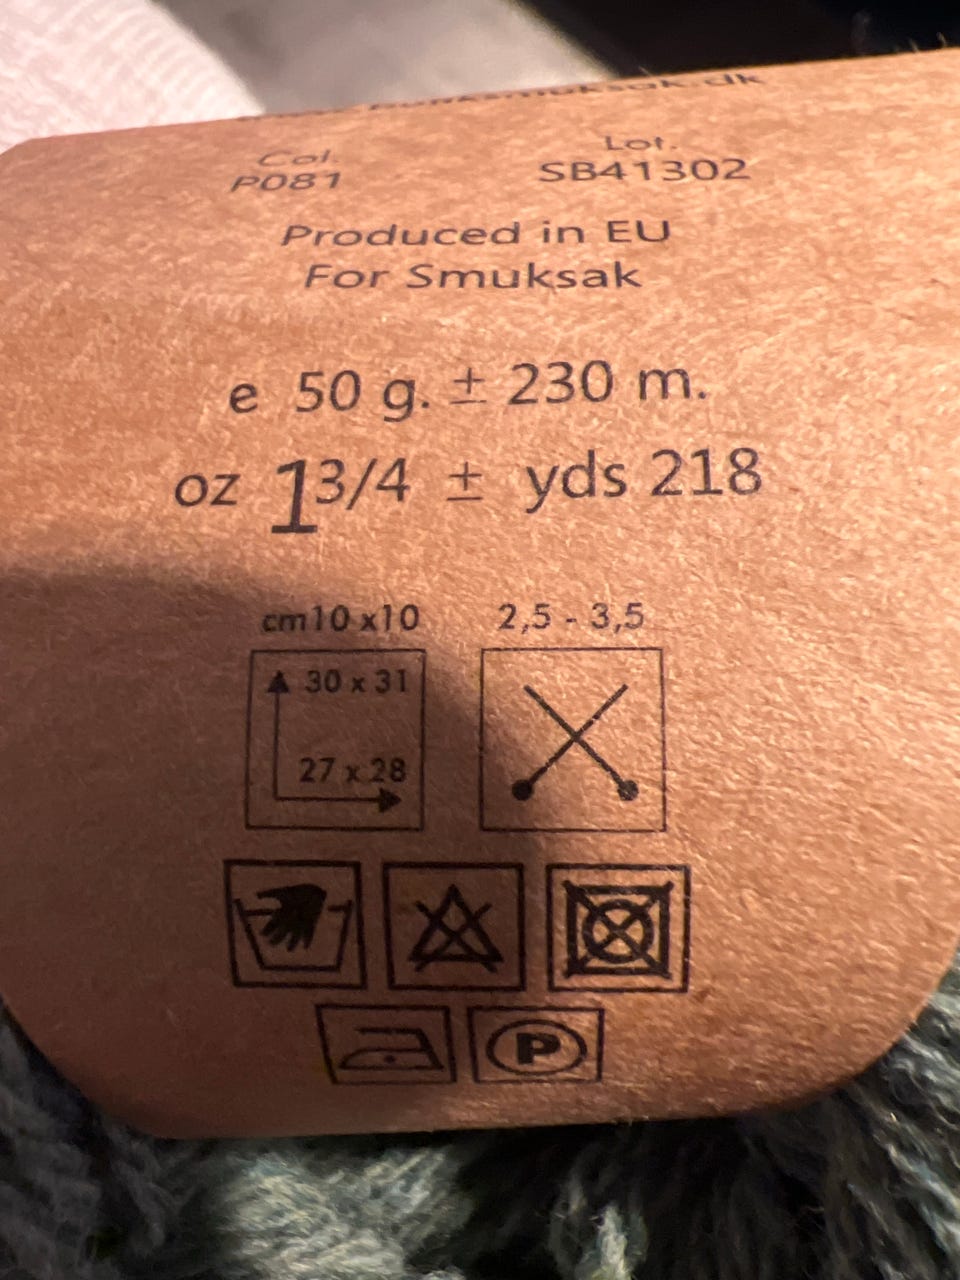 Col.
P081
Lot.
SB41302
Produced in EU
For Smuksak
e 50 g. ± 230 m.
oz 1 3/4 ± yds 218
cm10 x10
2,5 - 3,5
30 x 31
27 x 28
P